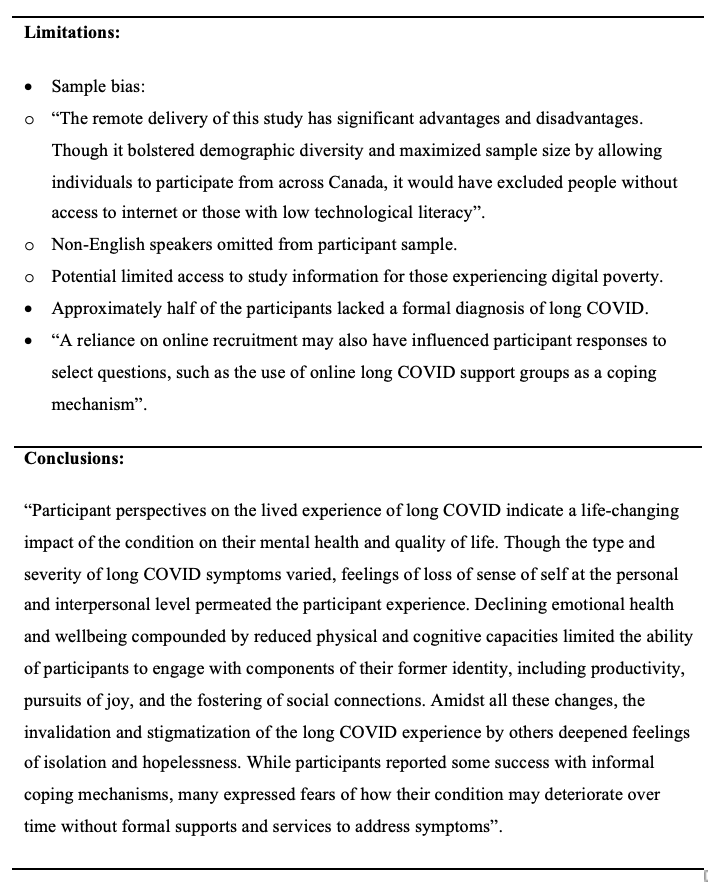 Limitations:
• Sample bias:
o “The remote delivery of this study has significant advantages and disadvantages.
Though it bolstered demographic diversity and maximized sample size by allowing
individuals to participate from across Canada, it would have excluded people without
access to internet or those with low technological literacy”.
o Non-English speakers omitted from participant sample.
o Potential limited access to study information for those experiencing digital poverty.
• Approximately half of the participants lacked a formal diagnosis of long COVID.
• “A reliance on online recruitment may also have influenced participant responses to
select questions, such as the use of online long COVID support groups as a coping
mechanism”.
Conclusions:
“Participant perspectives on the lived experience of long COVID indicate a life-changing
impact of the condition on their mental health and quality of life. Though the type and
severity of long COVID symptoms varied, feelings of loss of sense of self at the personal
and interpersonal level permeated the participant experience. Declining emotional health
and wellbeing compounded by reduced physical and cognitive capacities limited the ability
of participants to engage with components of their former identity, including productivity,
pursuits of joy, and the fostering of social connections. Amidst all these changes, the
invalidation and stigmatization of the long COVID experience by others deepened feelings
of isolation and hopelessness. While participants reported some success with informal
coping mechanisms, many expressed fears of how their condition may deteriorate over
time without formal supports and services to address symptoms”.